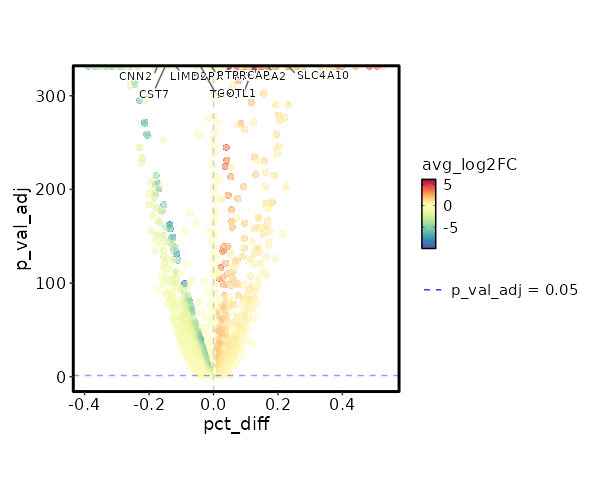 CNN2
LIMD2
SLC4A10
CST7
300
200
100
0
p_val_adj
-0.4
-0.2
0.0
0.2
0.4
pct_diff
avg_log2FC
5
0
-5
p_val_adj = 0.05